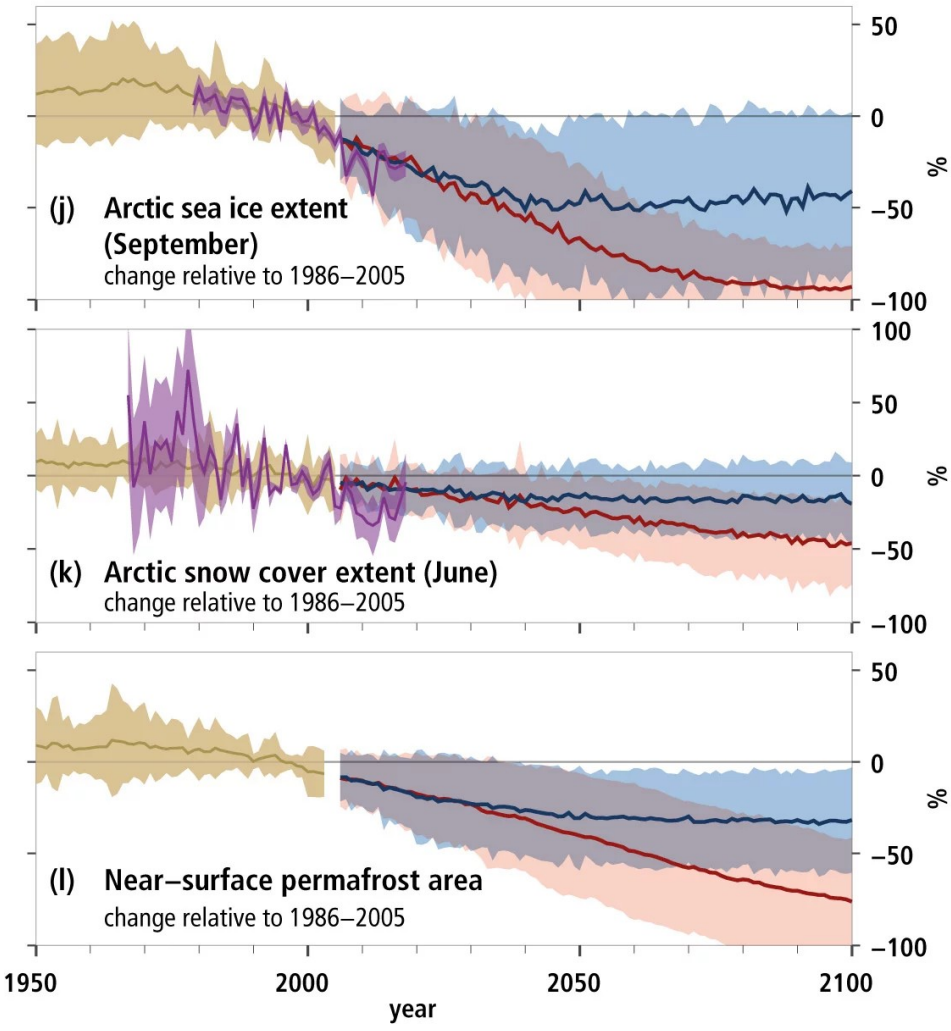 50
0
%
(j) Arctic sea ice extent
(September)
−50
change relative to 1986–2005
−100
100
50
0
%
−50
(k) Arctic snow cover extent (June)
change relative to 1986–2005
−100
50
0
%
−50
(l) Near–surface permafrost area
change relative to 1986–2005
−100
1950 2000 2050 2100
year